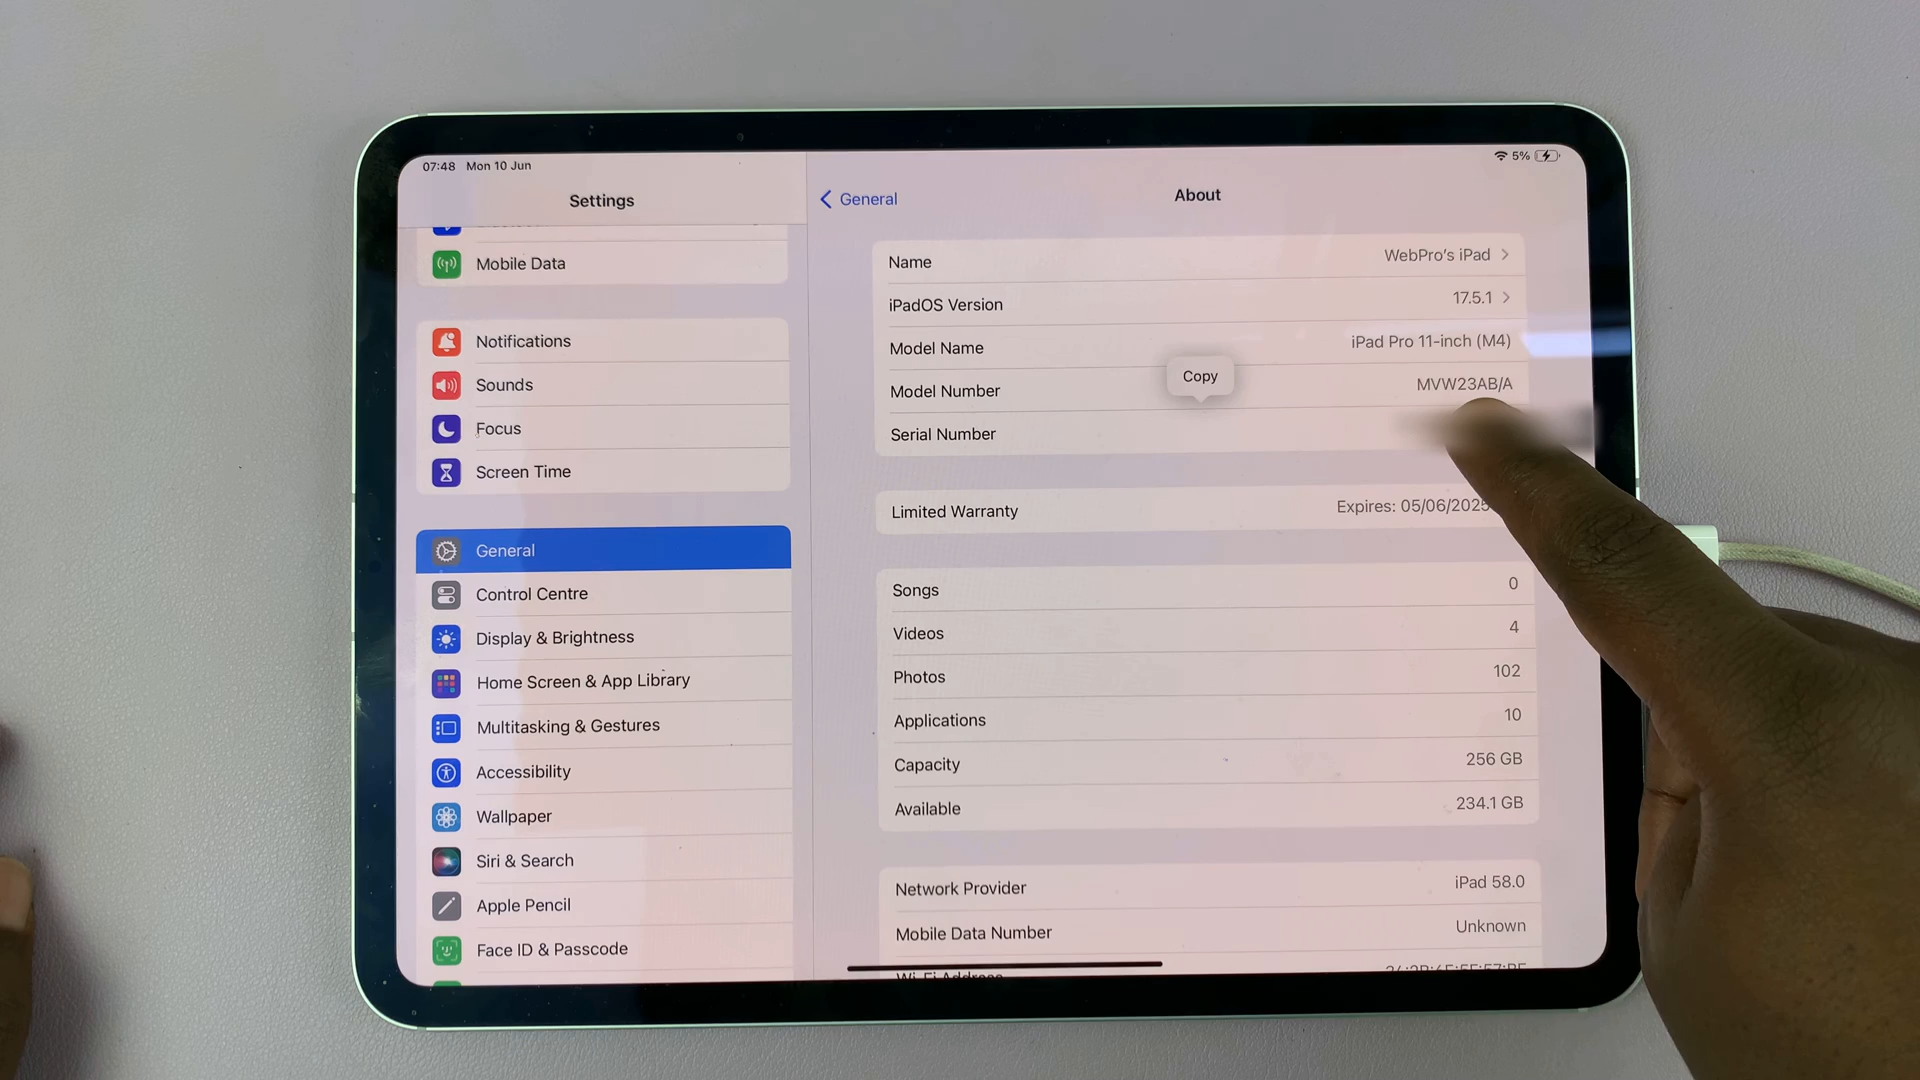 07:48 Mon 10 Jun
5%
Settings
Mobile Data
Notifications
Sounds
Focus
Screen Time
General
Control Centre
Display & Brightness
Home Screen & App Library
Multitasking & Gestures
Accessibility
Wallpaper
Siri & Search
Apple Pencil
Face ID & Passcode
General
About
Name WebPro's iPad
iPadOS Version 17.5.1
Model Name iPad Pro 11-inch (M4)
Copy
Model Number MVW23AB/A
Serial Number
Limited Warranty Expires: 05/06/2025
Songs 0
Videos 4
Photos 102
Applications 10
Capacity 256 GB
Available 234.1 GB
Network Provider iPad 58.0
Mobile Data Number Unknown
Wi-Fi Address